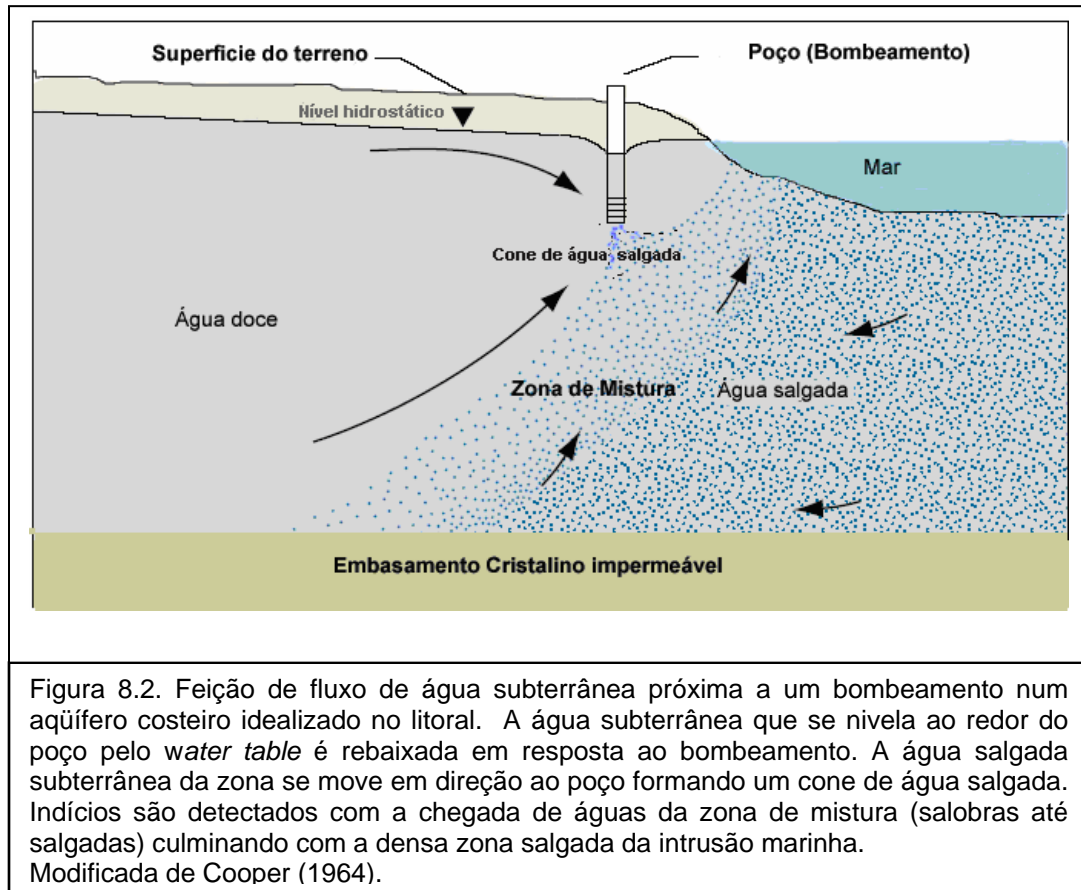 Superficie do terreno
Poço (Bombeamento)
Nível hidrostático
Mar
Cone de água salgada
Água doce
Zona de Mistura
Água salgada
Embasamento Cristalino impermeável
Figura 8.2. Feição de fluxo de água subterrânea próxima a um bombeamento num
aqüífero costeiro idealizado no litoral. A água subterrânea que se nivela ao redor do
poço pelo water table é rebaixada em resposta ao bombeamento. A água salgada
subterrânea da zona se move em direção ao poço formando um cone de água salgada.
Indícios são detectados com a chegada de águas da zona de mistura (salobras até
salgadas) culminando com a densa zona salgada da intrusão marinha.
Modificada de Cooper (1964).